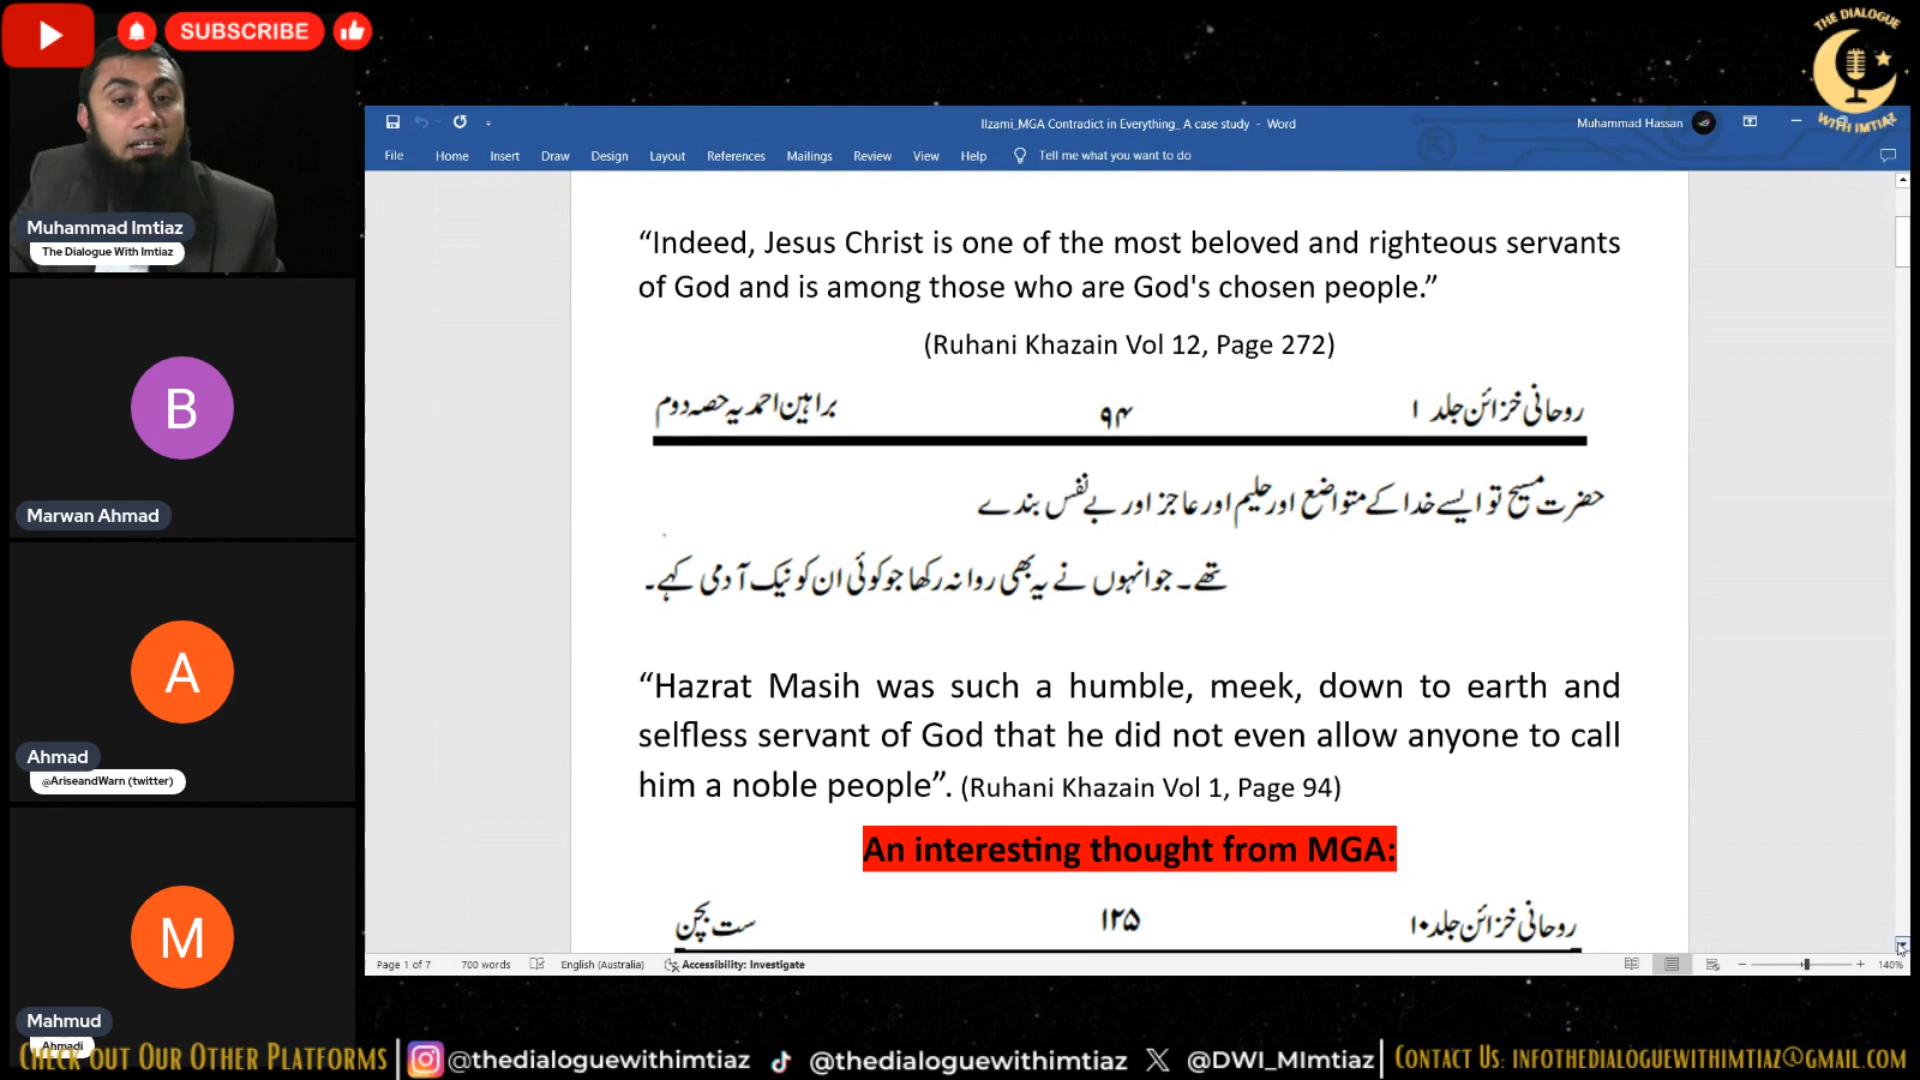 SUBSCRIBE
THE DIALOGUE
WITH IMTIAZ
Muhammad Imtiaz
The Dialogue With Imtiaz
B
Marwan Ahmad
A
Ahmad
@AriseandWarn (twitter)
M
Mahmud
Ahmadi
Ilzami_MGA Contradict in Everything_ A case study - Word
Muhammad Hassan
File Home Insert Draw Design Layout References Mailings Review View Help Tell me what you want to do
“Indeed, Jesus Christ is one of the most beloved and righteous servants
of God and is among those who are God's chosen people.”
(Ruhani Khazain Vol 12, Page 272)
روحانی خزائن جلد ۱ ۹۴ براہین احمدیہ حصہ دوم
حضرت مسیح تو ایسے خدا کے متواضع اور حلیم اور عاجز اور بے نفس بندے
تھے۔ جو انہوں نے یہ بھی روا نہ رکھا جو کوئی ان کو نیک آدمی کہے۔
“Hazrat Masih was such a humble, meek, down to earth and
selfless servant of God that he did not even allow anyone to call
him a noble people”. (Ruhani Khazain Vol 1, Page 94)
An interesting thought from MGA:
روحانی خزائن جلد ۱۰ ۱۲۵ ست بچن
Page 1 of 7 700 words English (Australia) Accessibility: Investigate 140%
CHECK OUT OUR OTHER PLATFORMS @thedialoguewithimtiaz @thedialoguewithimtiaz @DWI_MImtiaz CONTACT US: INFOTHEDIALOGUEWITHIMTIAZ@GMAIL.COM